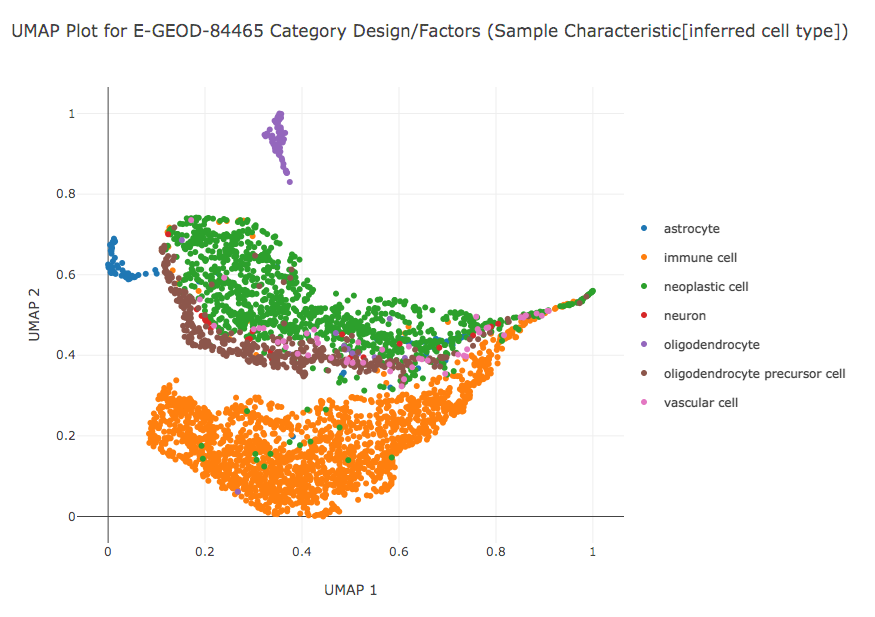 UMAP Plot for E-GEOD-84465 Category Design/Factors (Sample Characteristic[inferred cell type])
1
0.8
0.6
0.4
0.2
0
UMAP 2
0 0.2 0.4 0.6 0.8 1
UMAP 1
astrocyte
immune cell
neoplastic cell
neuron
oligodendrocyte
oligodendrocyte precursor cell
vascular cell